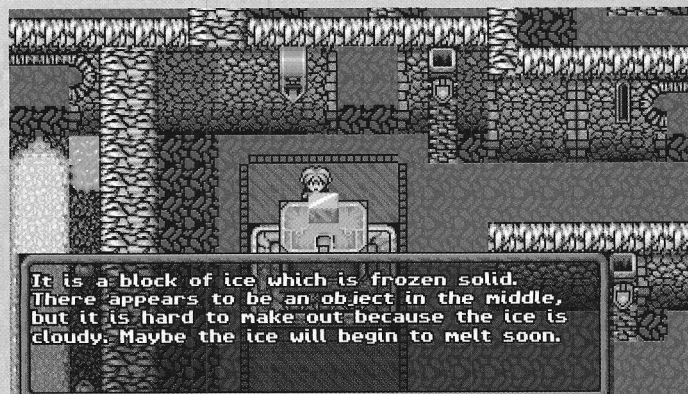 It is a block of ice which is frozen solid.
There appears to be an object in the middle,
but it is hard to make out because the ice is
cloudy. Maybe the ice will begin to melt soon.